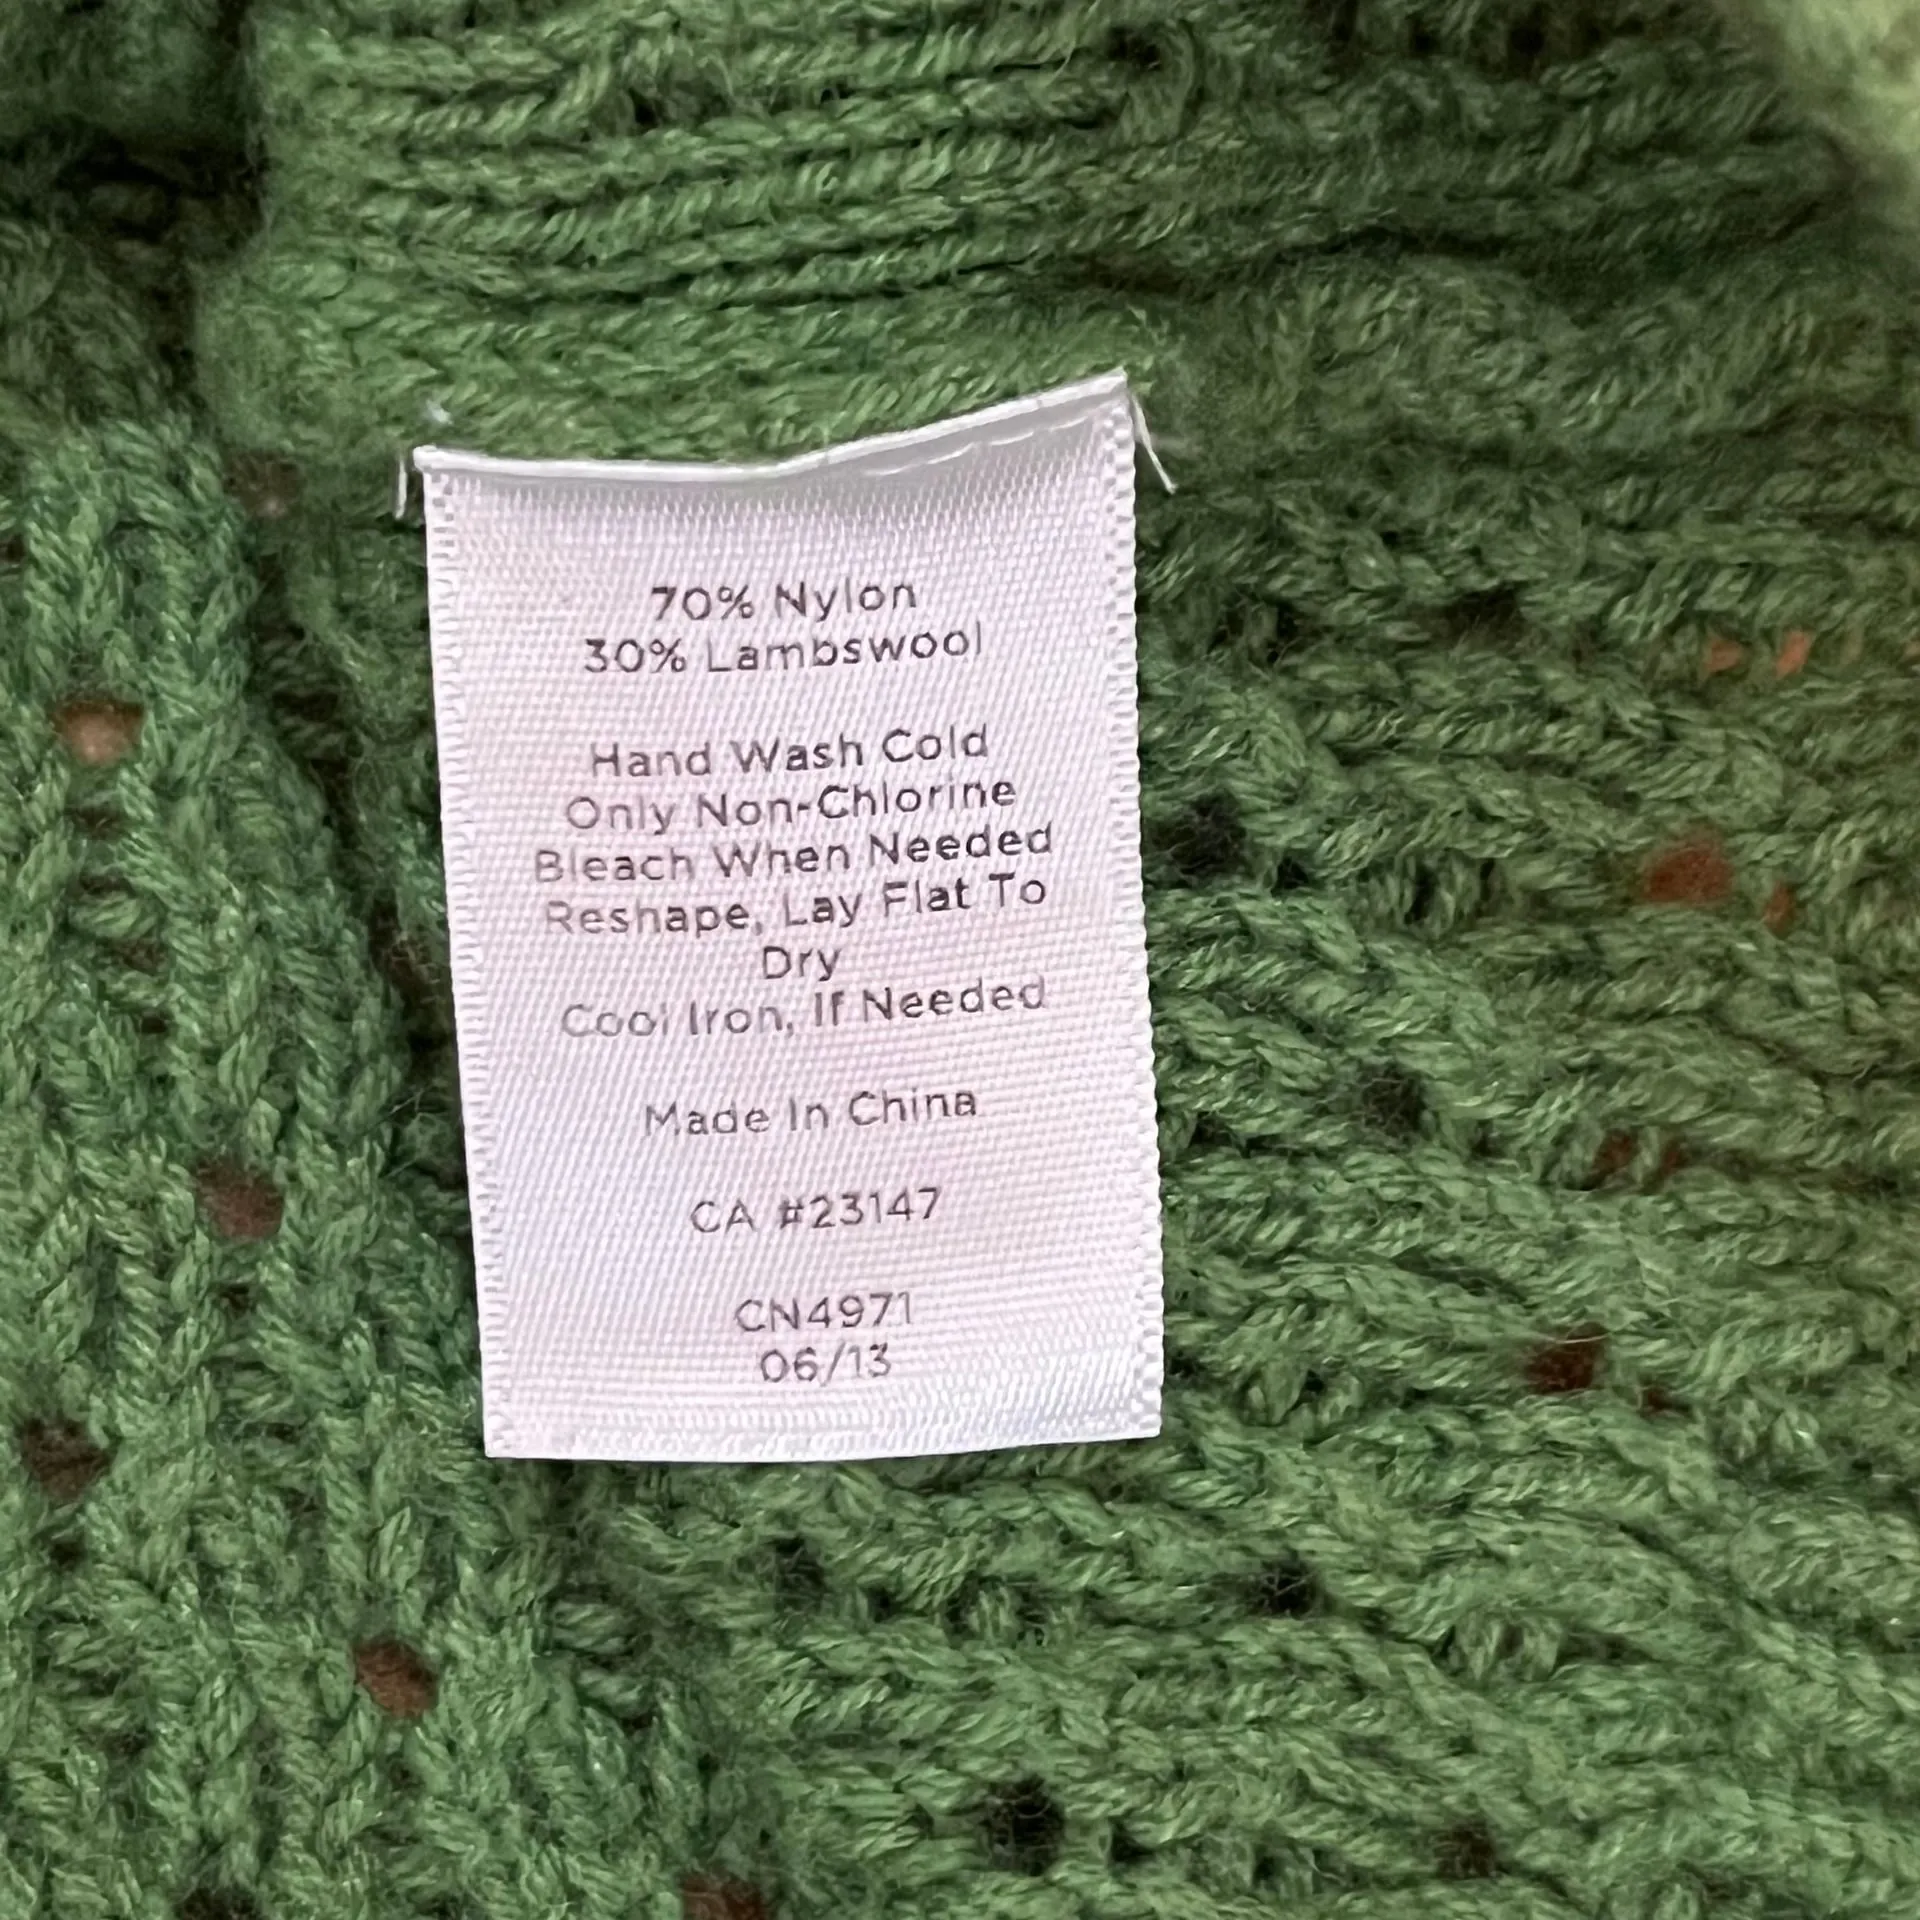 70% Nylon
30% Lambswool
Hand Wash Cold
Only Non-Chlorine
Bleach When Needed
Reshape, Lay Flat To
Dry
Cool Iron, If Needed
Made In China
CA #23147
CN4971
06/13